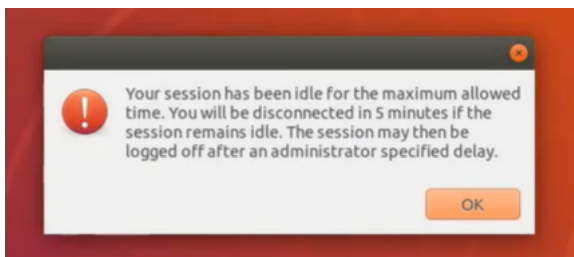 Your session has been idle for the maximum allowed
time. You will be disconnected in 5 minutes if the
session remains idle. The session may then be
logged off after an administrator specified delay.
OK